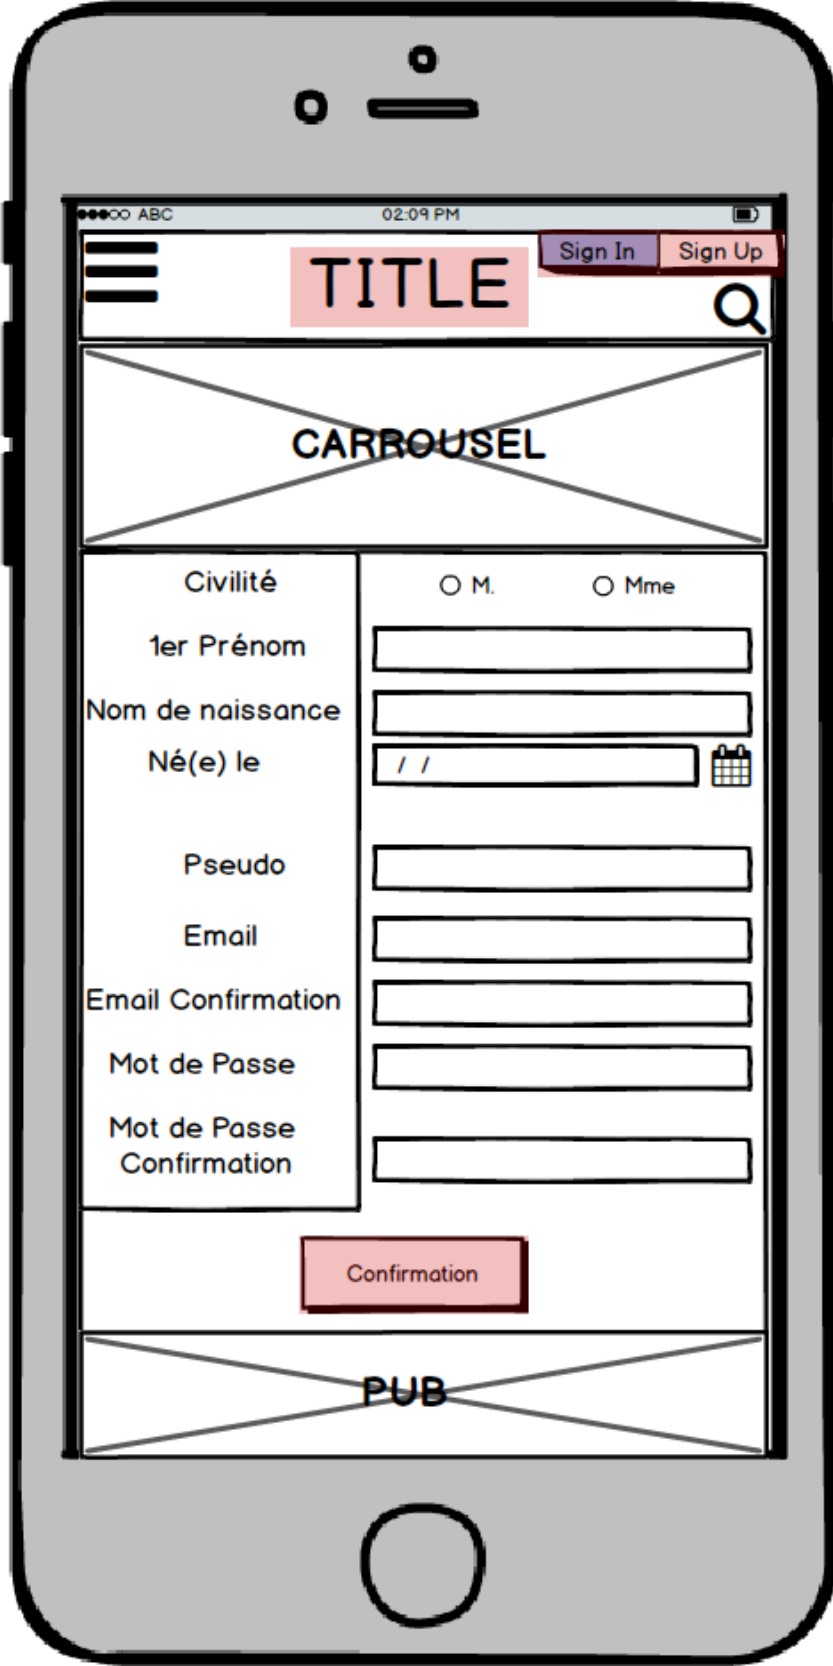 ABC 02:09 PM
Sign In Sign Up
TITLE
CARROUSEL
Civilité M. Mme
1er Prénom
Nom de naissance
Né(e) le / /
Pseudo
Email
Email Confirmation
Mot de Passe
Mot de Passe
Confirmation
Confirmation
PUB